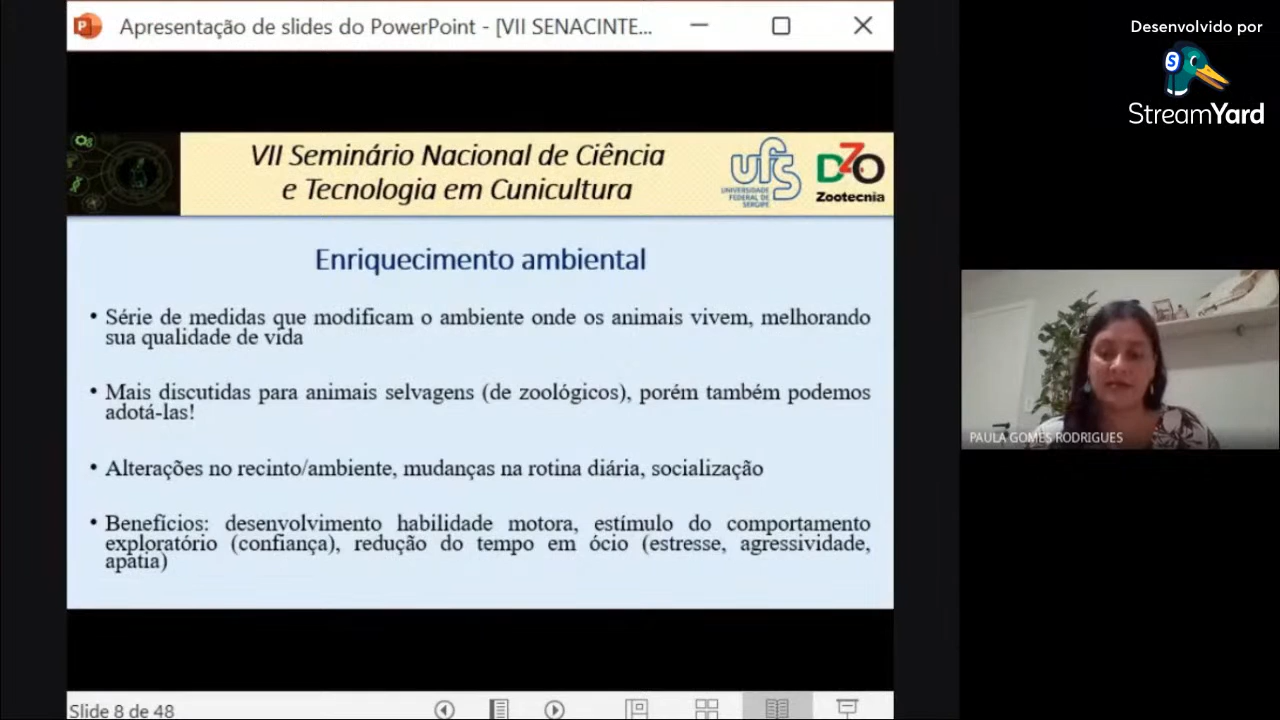 Apresentação de slides do PowerPoint - [VII SENACINTE...
Desenvolvido por
StreamYard
VII Seminário Nacional de Ciência
e Tecnologia em Cunicultura
ufs
UNIVERSIDADE
FEDERAL DE
SERGIPE
DZO
Zootecnia
Enriquecimento ambiental
• Série de medidas que modificam o ambiente onde os animais vivem, melhorando
sua qualidade de vida
• Mais discutidas para animais selvagens (de zoológicos), porém também podemos
adotá-las!
• Alterações no recinto/ambiente, mudanças na rotina diária, socialização
• Benefícios: desenvolvimento habilidade motora, estímulo do comportamento
exploratório (confiança), redução do tempo em ócio (estresse, agressividade,
apatia)
PAULA GOMES RODRIGUES
Slide 8 de 48